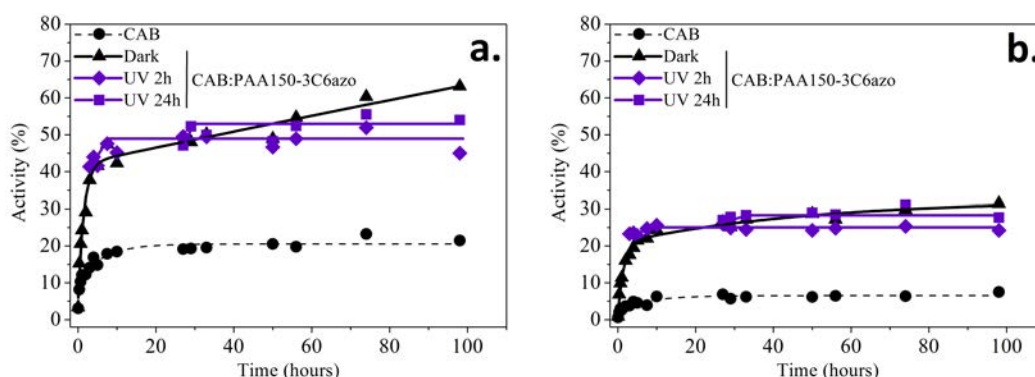 a.
80
70
60
50
40
30
20
10
0
Activity (%)
CAB
Dark
UV 2h
UV 24h
CAB:PAA150-3C6azo
0 20 40 60 80 100
Time (hours)
b.
80
70
60
50
40
30
20
10
0
Activity (%)
CAB
Dark
UV 2h
UV 24h
CAB:PAA150-3C6azo
0 20 40 60 80 100
Time (hours)